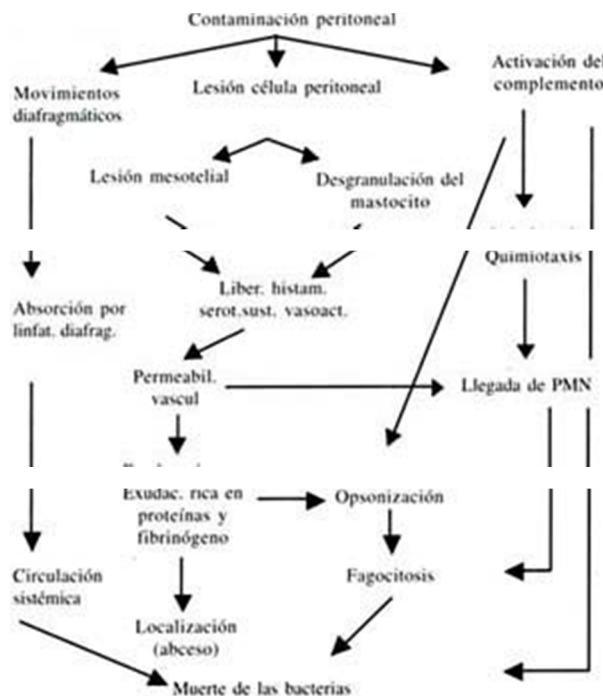 Contaminación peritoneal
Movimientos
diafragmáticos
Lesión célula peritoneal
Activación del
complemento
Lesión mesotelial
Desgranulación del
mastocito
Quimiotaxis
Absorción por
linfat. diafrag.
Liber. histam.
serot.sust. vasoact.
Permeabil.
vascul
Llegada de PMN
Exudac. rica en
proteínas y
fibrinógeno
Opsonización
Circulación
sistémica
Fagocitosis
Localización
(abceso)
Muerte de las bacterias